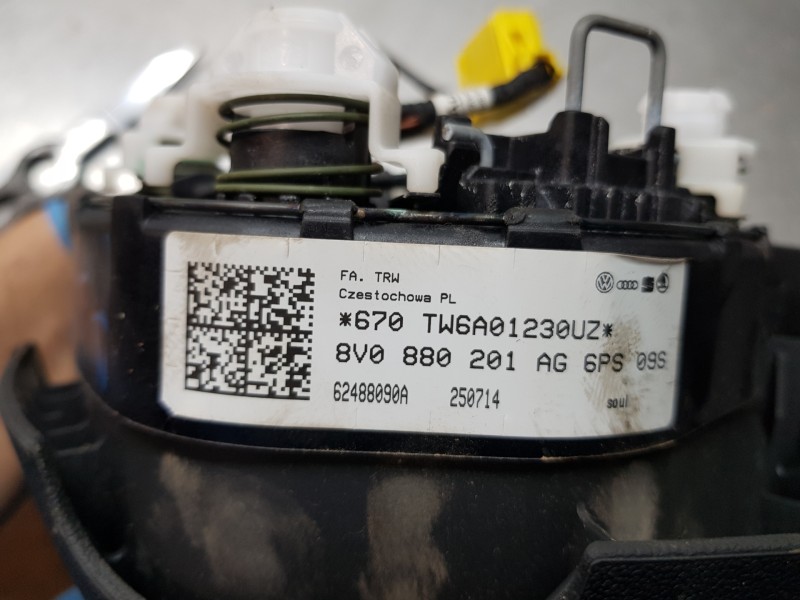 FA. TRW
Czestochowa PL
*670 TW6A01230UZ*
8V0 880 201 AG 6PS 09S
62488090A 250714
soul